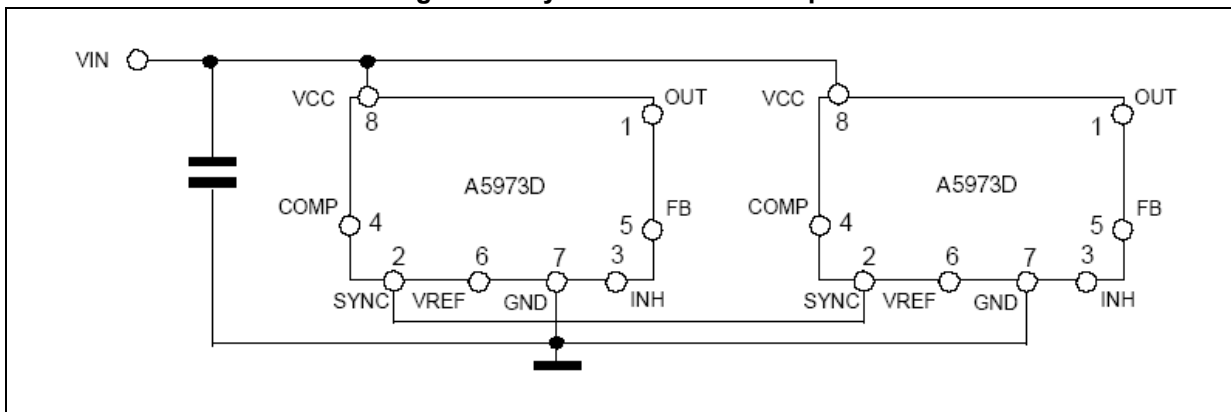 VIN
VCC
8
OUT
1
A5973D
COMP
4
FB
5
2
6
7
3
SYNC
VREF
GND
INH
VCC
8
OUT
1
A5973D
COMP
4
FB
5
2
6
7
3
SYNC
VREF
GND
INH